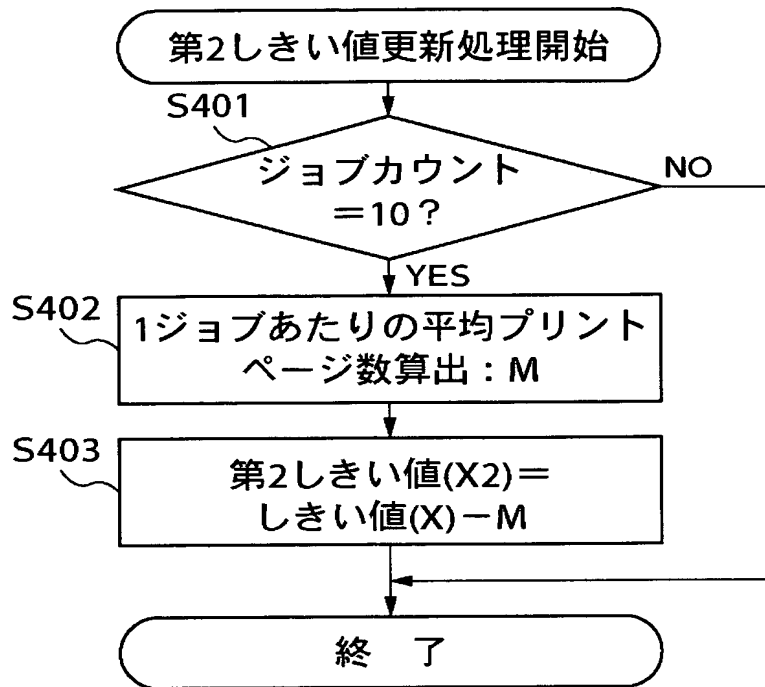 第2しきい値更新処理開始
S401
ジョブカウント
＝10？
NO
YES
S402
1ジョブあたりの平均プリント
ページ数算出：M
S403
第2しきい値(X2)＝
しきい値(X)－M
終 了